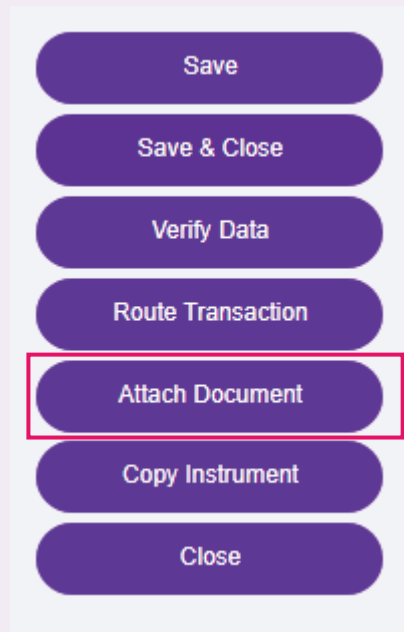 Save
Save & Close
Verify Data
Route Transaction
Attach Document
Copy Instrument
Close